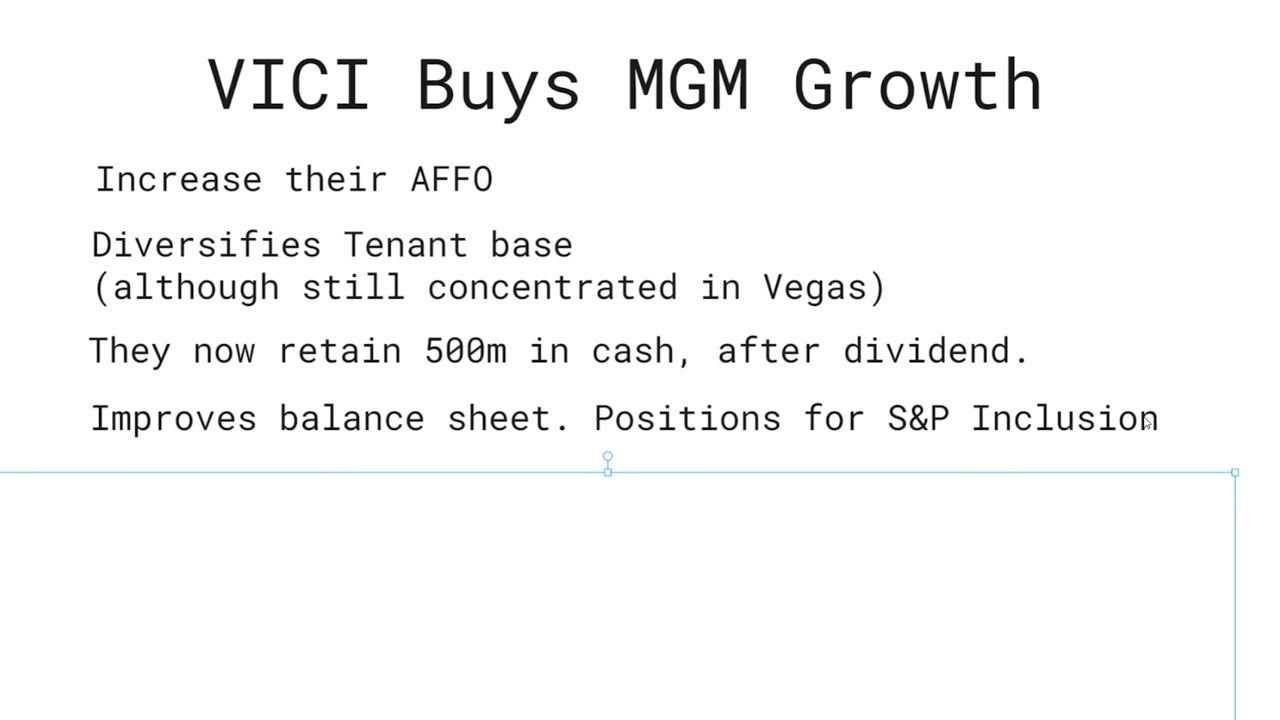 VICI Buys MGM Growth
Increase their AFFO
Diversifies Tenant base
(although still concentrated in Vegas)
They now retain 500m in cash, after dividend.
Improves balance sheet. Positions for S&P Inclusion